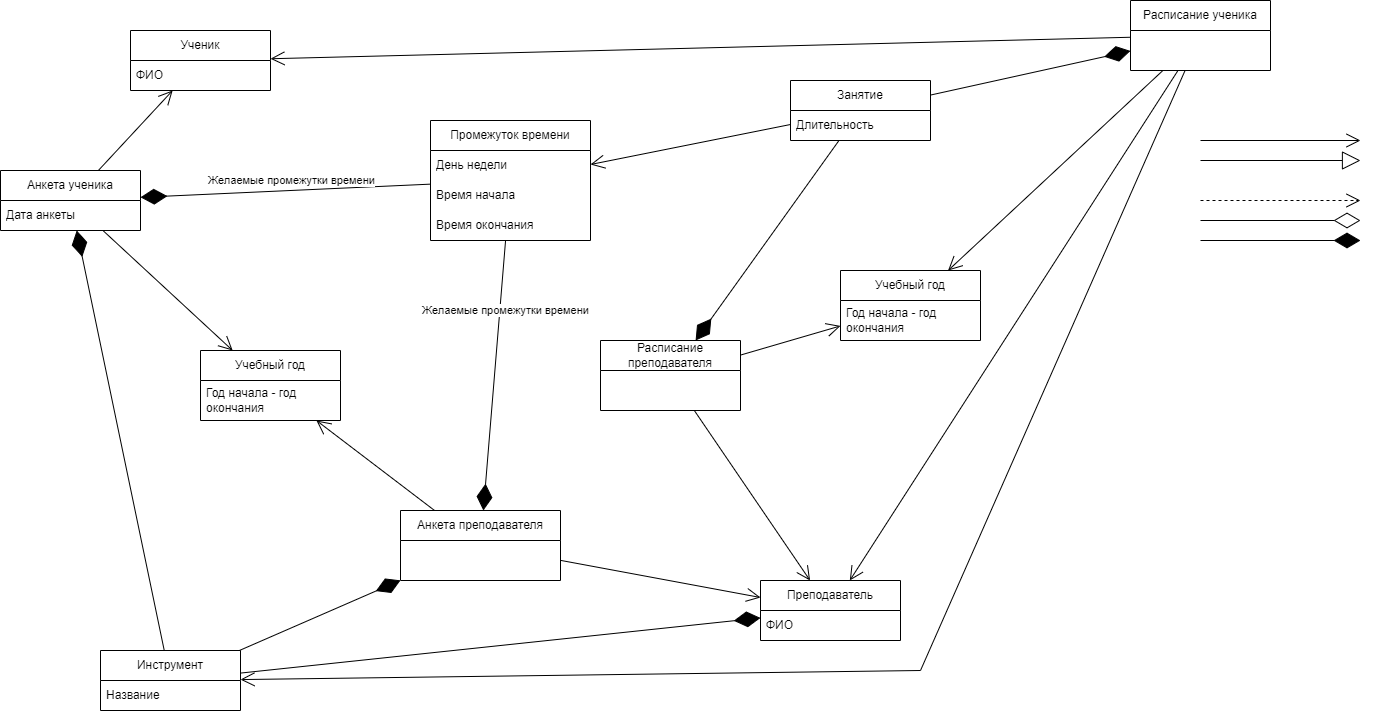 Расписание ученика
Ученик
ФИО
Занятие
Длительность
Промежуток времени
День недели
Время начала
Время окончания
Желаемые промежутки времени
Анкета ученика
Дата анкеты
Учебный год
Год начала - год
окончания
Желаемые промежутки времени
Расписание
преподавателя
Учебный год
Год начала - год
окончания
Анкета преподавателя
Преподаватель
ФИО
Инструмент
Название